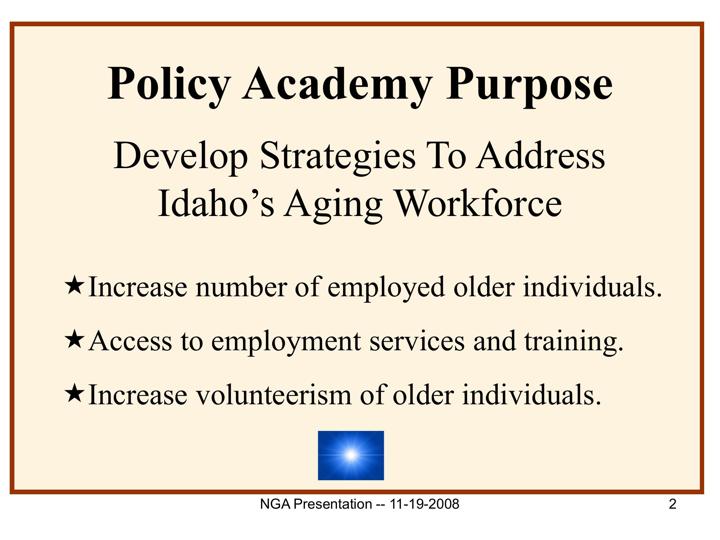 Policy Academy Purpose
Develop Strategies To Address
Idaho’s Aging Workforce
★Increase number of employed older individuals.
★Access to employment services and training.
★Increase volunteerism of older individuals.
NGA Presentation -- 11-19-2008
2